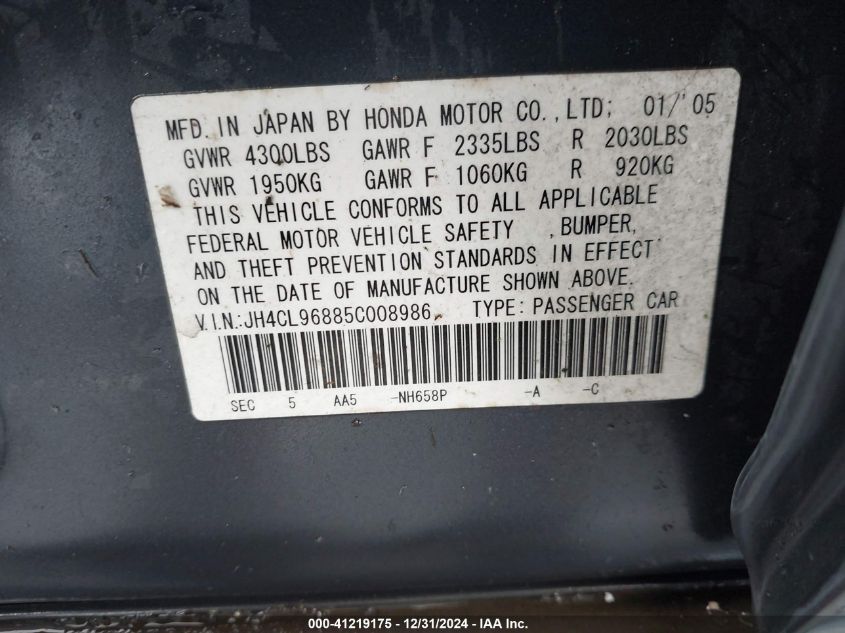 MFD. IN JAPAN BY HONDA MOTOR CO.,LTD; 01/'05
GVWR 4300LBS GAWR F 2335LBS R 2030LBS
GVWR 1950KG GAWR F 1060KG R 920KG
THIS VEHICLE CONFORMS TO ALL APPLICABLE
FEDERAL MOTOR VEHICLE SAFETY ,BUMPER,
AND THEFT PREVENTION STANDARDS IN EFFECT
ON THE DATE OF MANUFACTURE SHOWN ABOVE.
V.I.N.:JH4CL96885C008986 TYPE: PASSENGER CAR
SEC 5 AA5 -NH658P -A -C
000-41219175 - 12/31/2024 - IAA Inc.